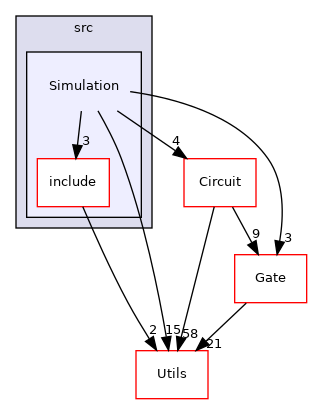 src
Simulation
3
4
include
Circuit
9
3
Gate
2
15
58
21
Utils